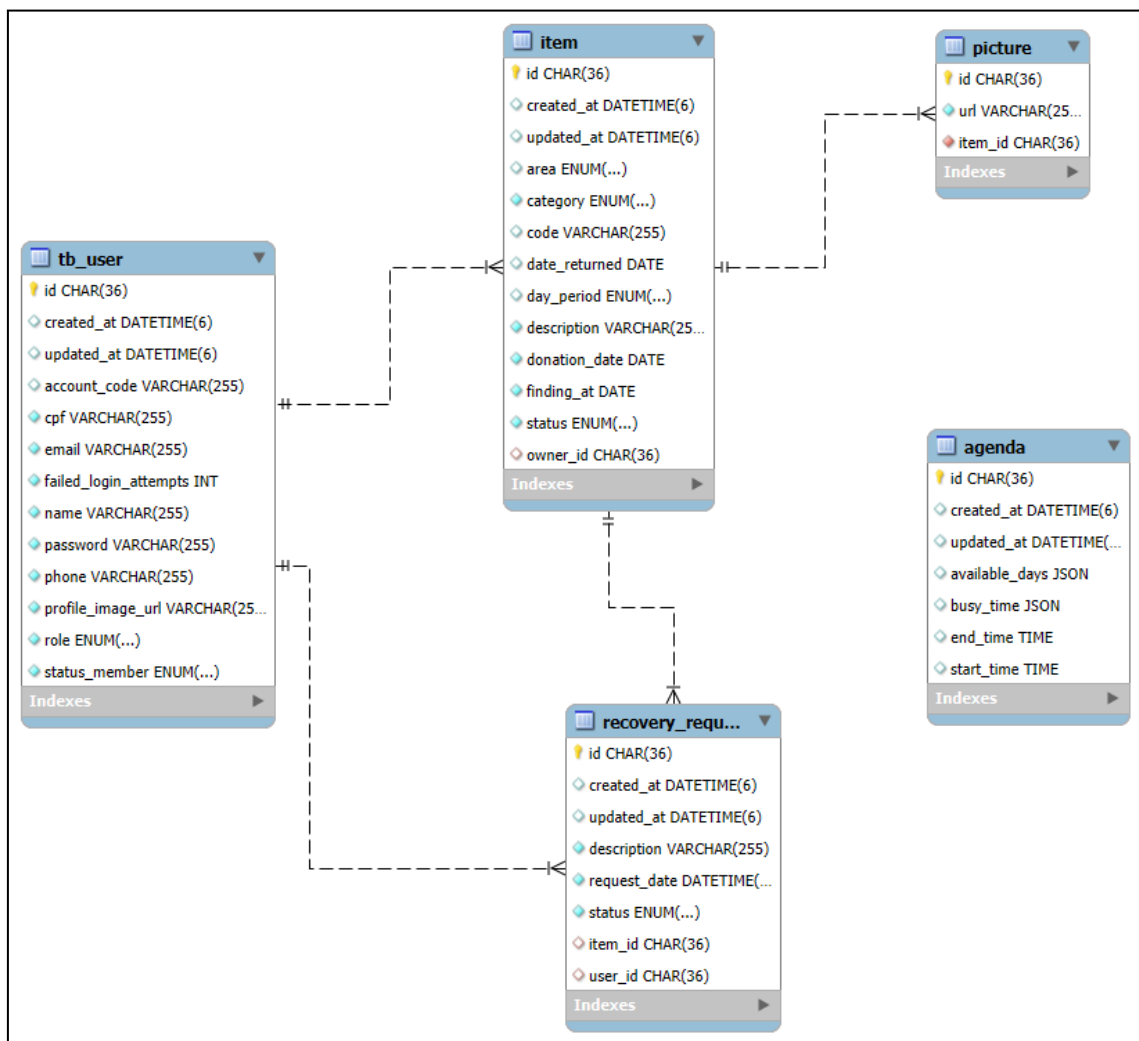 item
id CHAR(36)
created_at DATETIME(6)
updated_at DATETIME(6)
area ENUM(...)
category ENUM(...)
code VARCHAR(255)
date_returned DATE
day_period ENUM(...)
description VARCHAR(25...
donation_date DATE
finding_at DATE
status ENUM(...)
owner_id CHAR(36)
Indexes
picture
id CHAR(36)
url VARCHAR(25...
item_id CHAR(36)
Indexes
tb_user
id CHAR(36)
created_at DATETIME(6)
updated_at DATETIME(6)
account_code VARCHAR(255)
cpf VARCHAR(255)
email VARCHAR(255)
failed_login_attempts INT
name VARCHAR(255)
password VARCHAR(255)
phone VARCHAR(255)
profile_image_url VARCHAR(25...
role ENUM(...)
status_member ENUM(...)
Indexes
agenda
id CHAR(36)
created_at DATETIME(6)
updated_at DATETIME(...
available_days JSON
busy_time JSON
end_time TIME
start_time TIME
Indexes
recovery_requ...
id CHAR(36)
created_at DATETIME(6)
updated_at DATETIME(6)
description VARCHAR(255)
request_date DATETIME(...
status ENUM(...)
item_id CHAR(36)
user_id CHAR(36)
Indexes